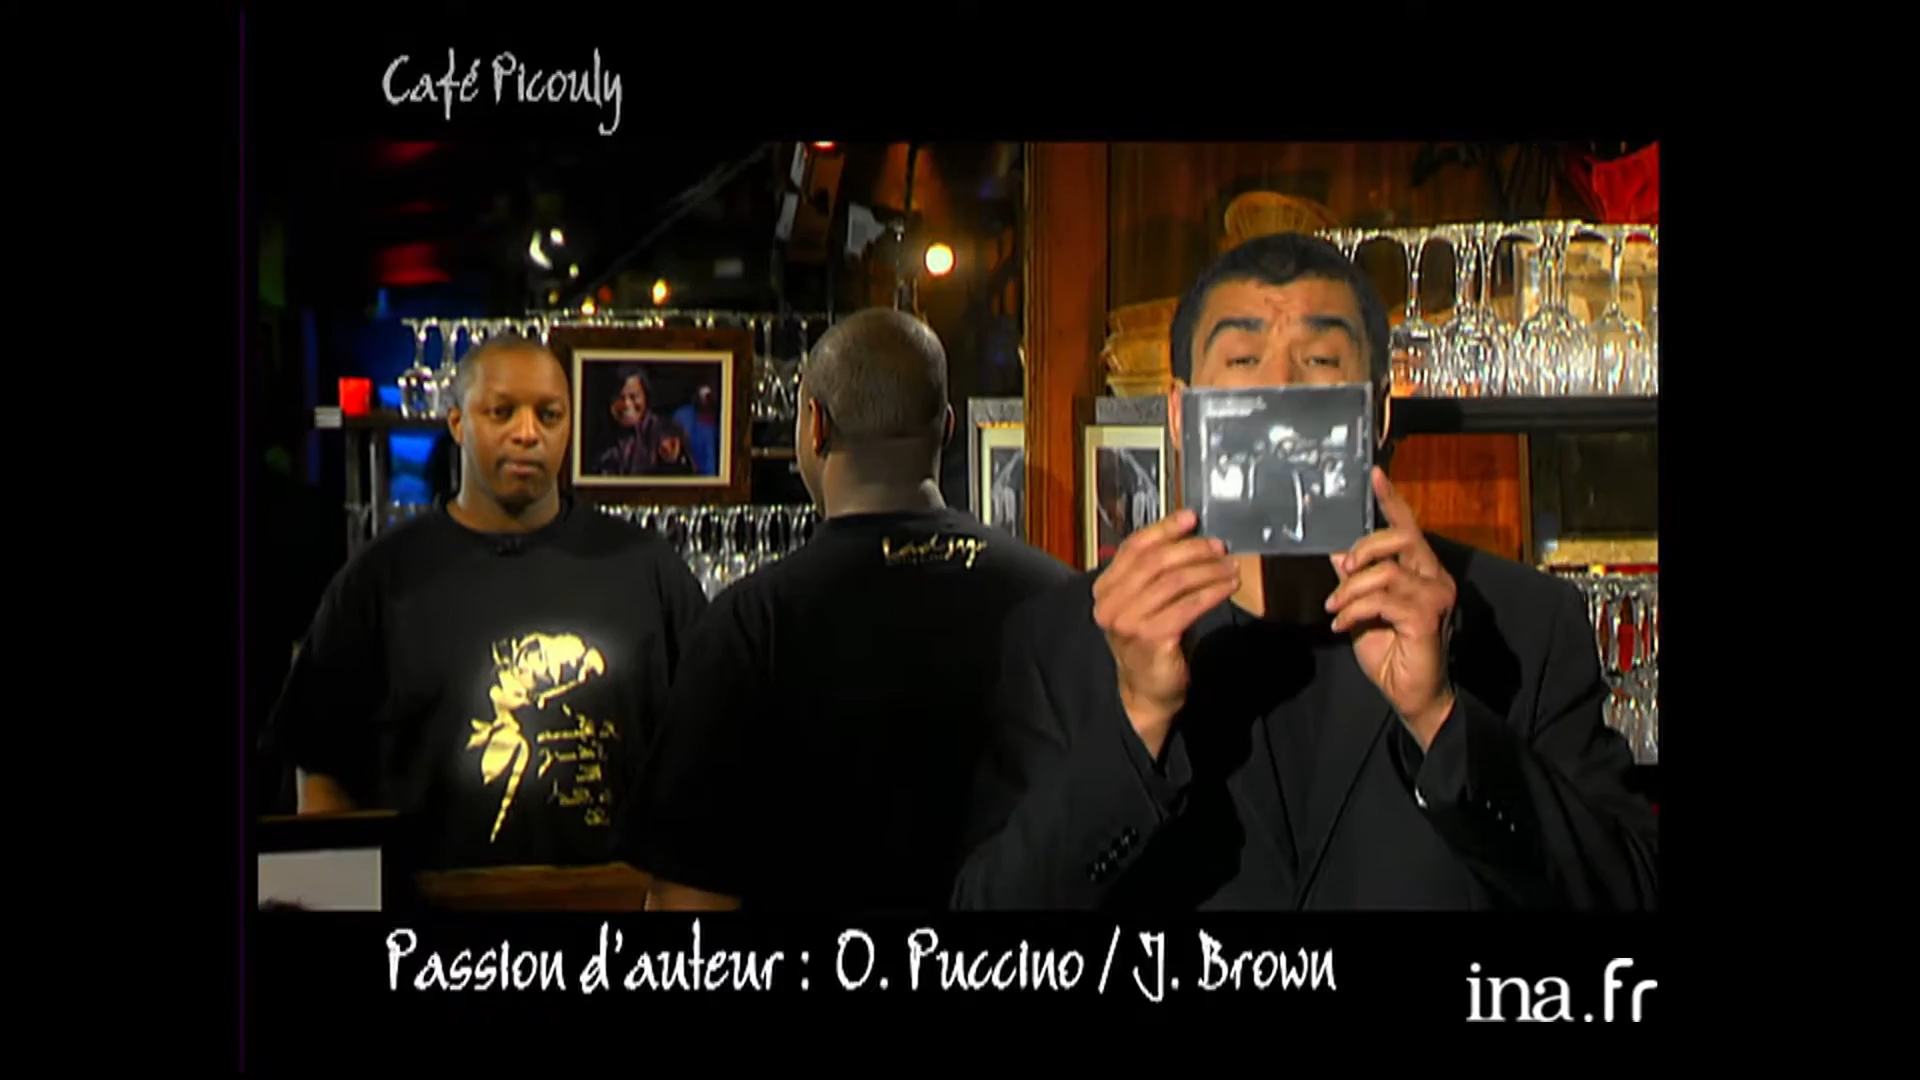 Café Picouly
Passion d'auteur : O. Puccino / J. Brown
ina.fr